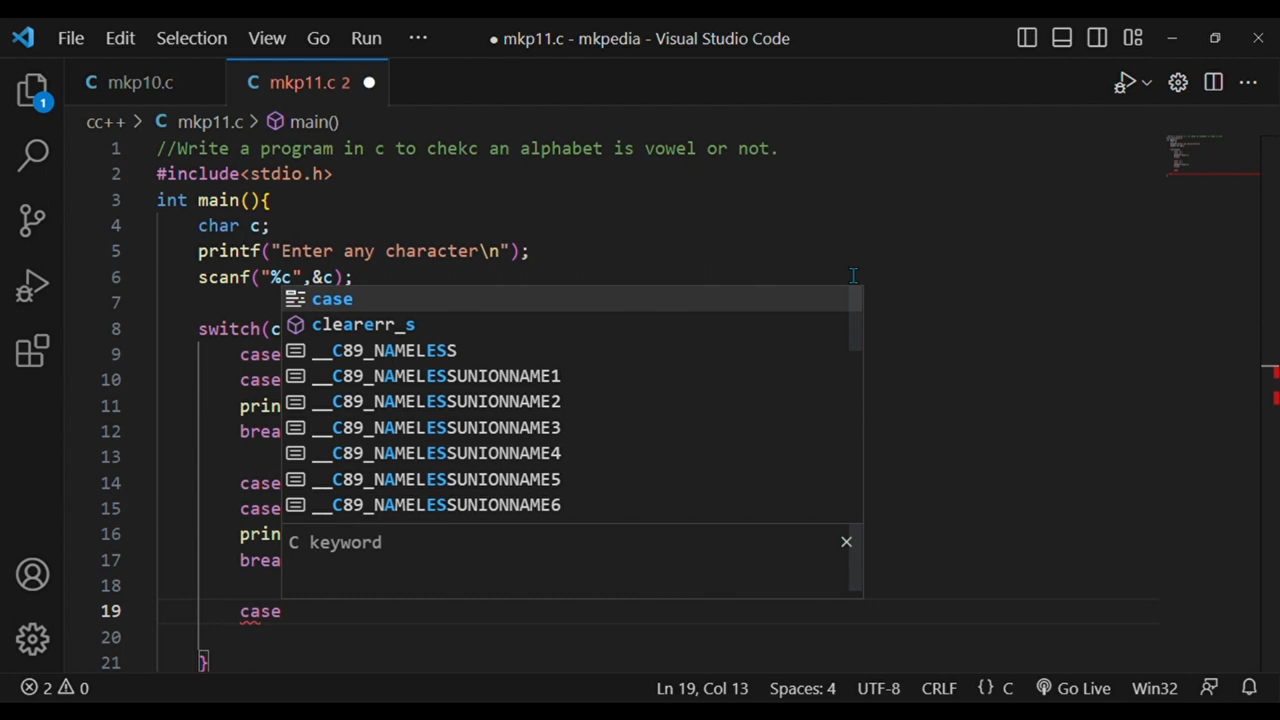 File Edit Selection View Go Run ··· ● mkp11.c - mkpedia - Visual Studio Code
C mkp10.c C mkp11.c 2 ●
cc++ > C mkp11.c > main()
1 //Write a program in c to chekc an alphabet is vowel or not.
2 #include<stdio.h>
3 int main(){
4 char c;
5 printf("Enter any character\n");
6 scanf("%c",&c);
7
8 switch(c
9 case
10 case
11 prin
12 brea
13
14 case
15 case
16 prin
17 brea
18
19 case
20
21 }
case
clearerr_s
__C89_NAMELESS
__C89_NAMELESSUNIONNAME1
__C89_NAMELESSUNIONNAME2
__C89_NAMELESSUNIONNAME3
__C89_NAMELESSUNIONNAME4
__C89_NAMELESSUNIONNAME5
__C89_NAMELESSUNIONNAME6
C keyword
1
2 0 Ln 19, Col 13 Spaces: 4 UTF-8 CRLF {} C Go Live Win32